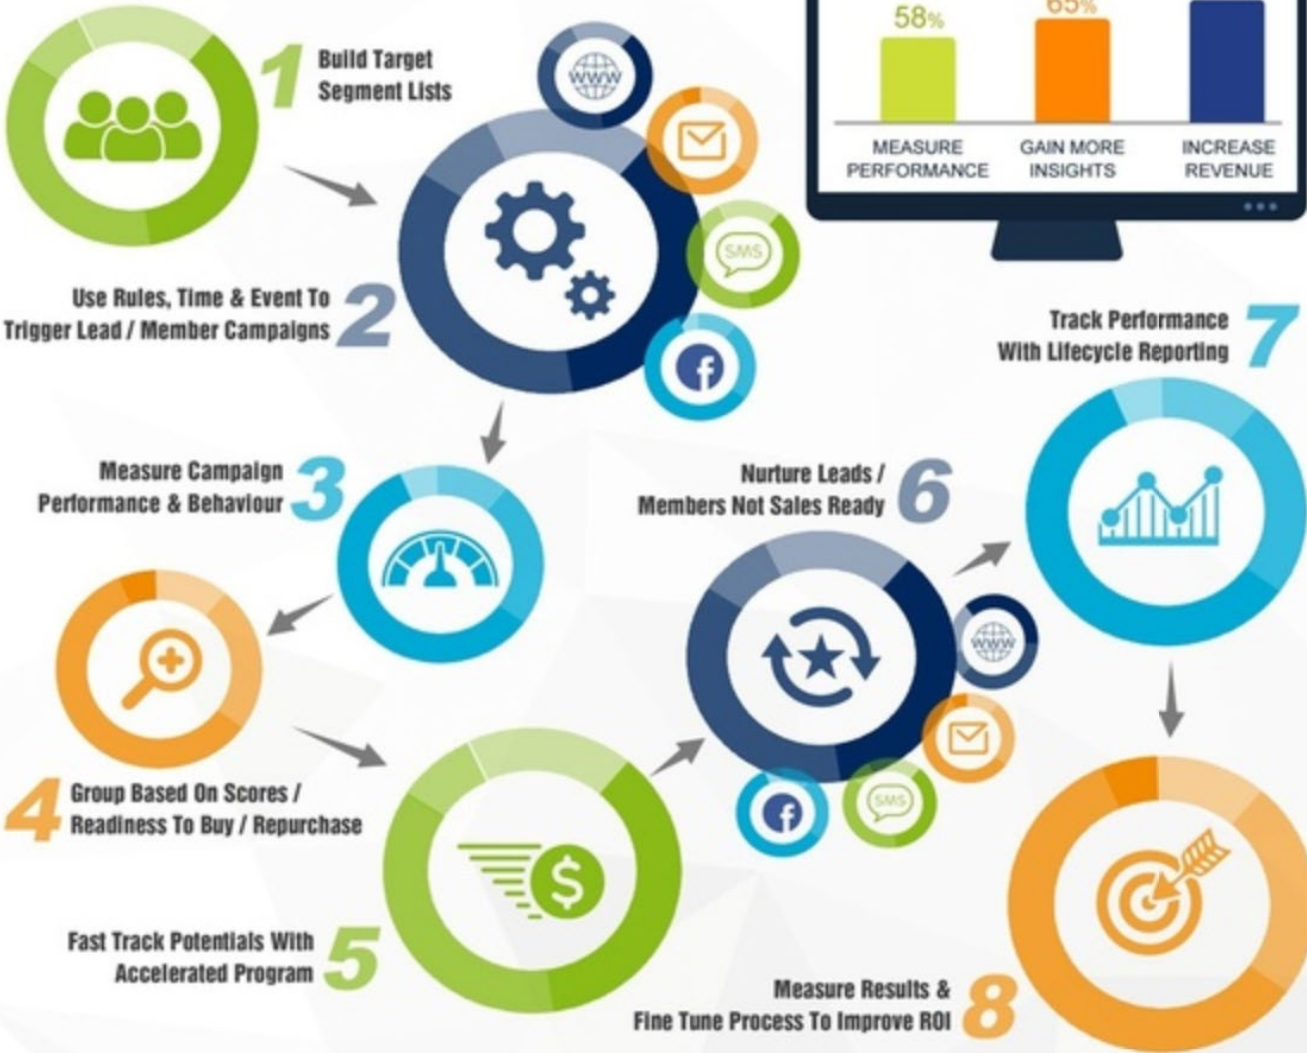 1
Build Target
Segment Lists
www
SMS
f
58%
65%
MEASURE
PERFORMANCE
GAIN MORE
INSIGHTS
INCREASE
REVENUE
Use Rules, Time & Event To
Trigger Lead / Member Campaigns
2
Track Performance
With Lifecycle Reporting
7
Measure Campaign
Performance & Behaviour
3
Nurture Leads /
Members Not Sales Ready
6
www
f
SMS
4
Group Based On Scores /
Readiness To Buy / Repurchase
$
Fast Track Potentials With
Accelerated Program
5
Measure Results &
Fine Tune Process To Improve ROI
8